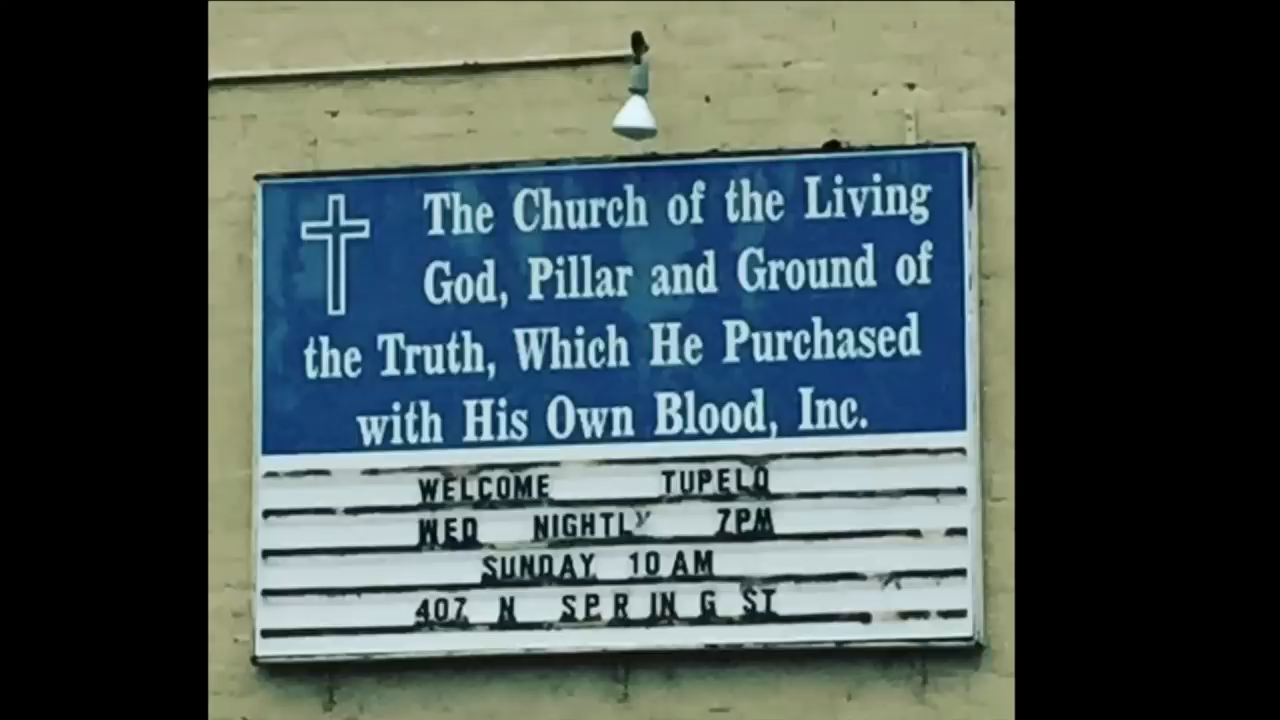 The Church of the Living
God, Pillar and Ground of
the Truth, Which He Purchased
with His Own Blood, Inc.
WELCOME TUPELO
WED NIGHTLY 7PM
SUNDAY 10 AM
407 N SPRING ST